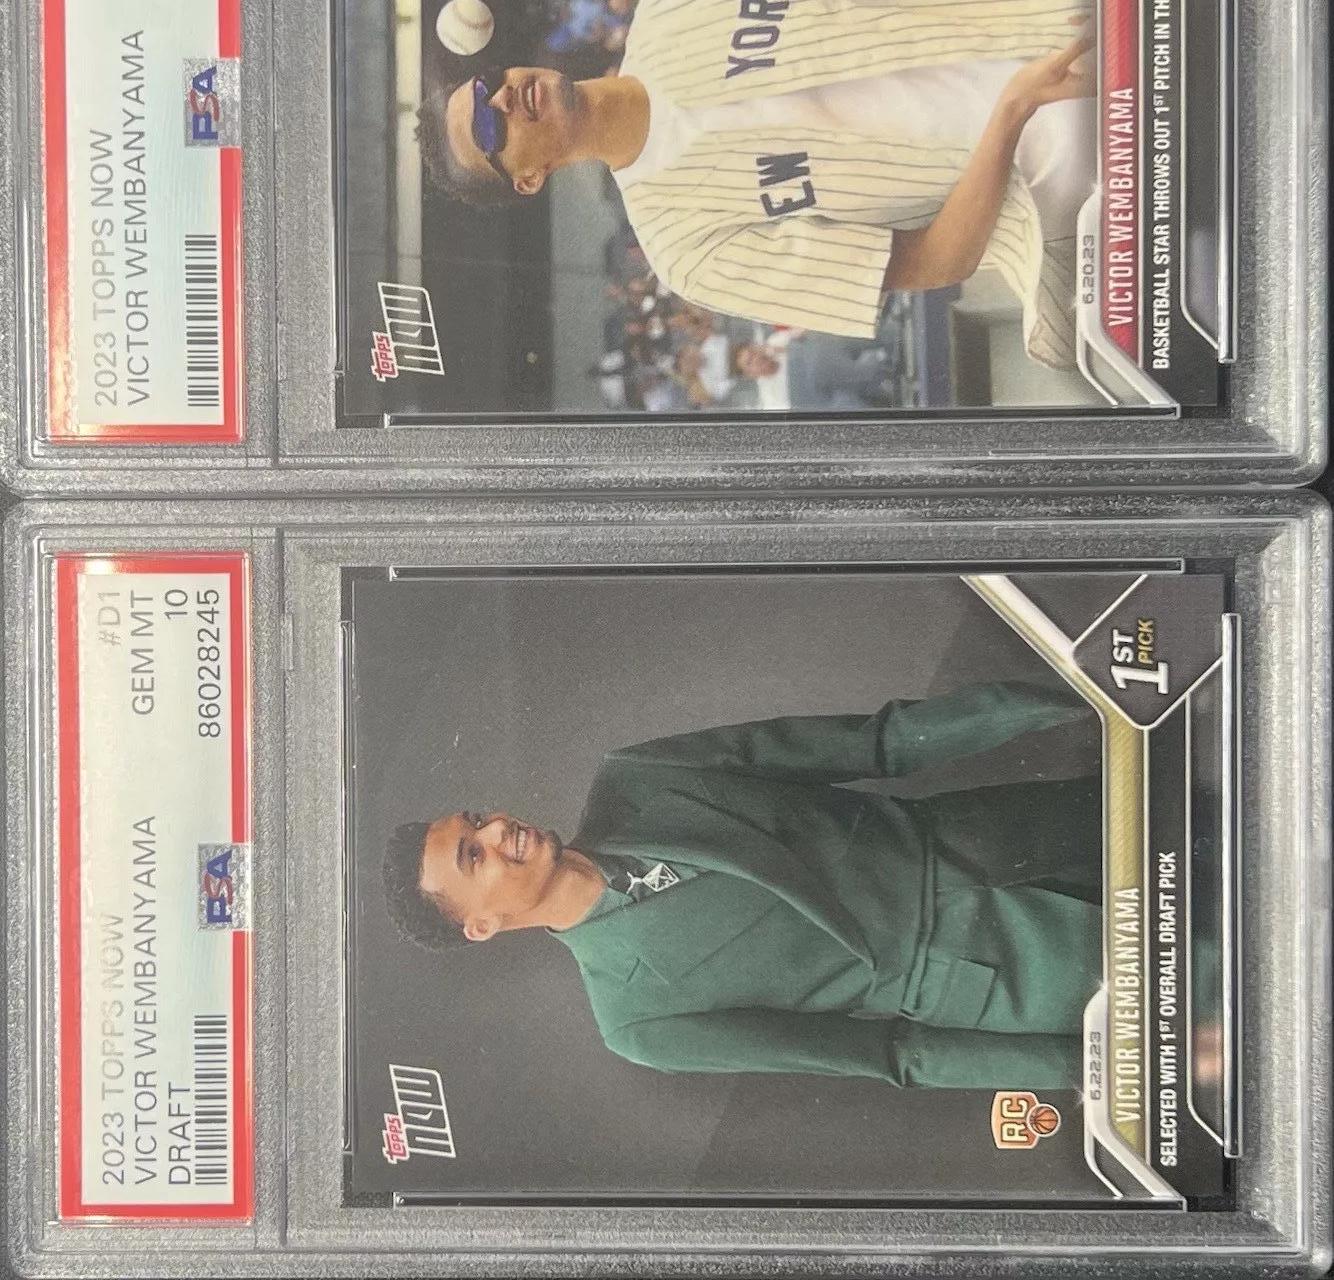 2023 TOPPS NOW
VICTOR WEMBANYAMA
PSA
topps
NOW
EW YOR
6.20.23
VICTOR WEMBANYAMA
BASKETBALL STAR THROWS OUT 1ST PITCH IN TH
2023 TOPPS NOW #D1
VICTOR WEMBANYAMA GEM MT
DRAFT 10
PSA 86028245
topps
NOW
RC
6.22.23
VICTOR WEMBANYAMA
SELECTED WITH 1ST OVERALL DRAFT PICK
1ST
PICK